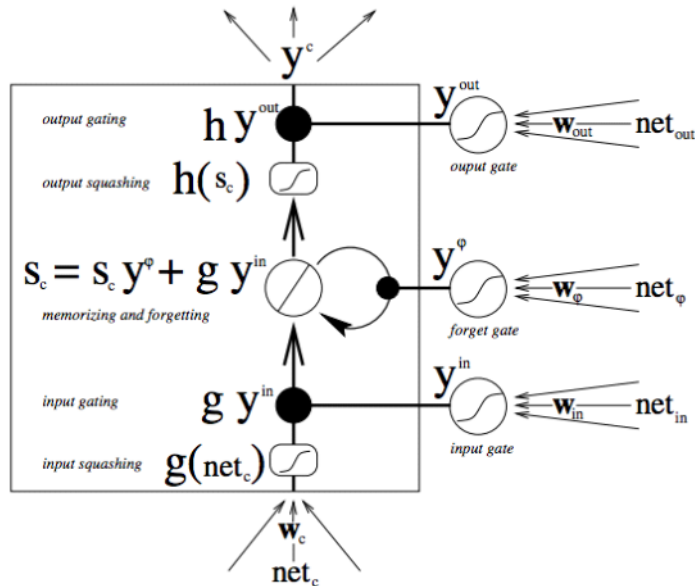 y^c
output gating h y^out y^out w_out net_out
output squashing h(s_c) ouput gate
s_c = s_c y^φ + g y^in y^φ w_φ net_φ
memorizing and forgetting forget gate
input gating g y^in y^in w_in net_in
input squashing g(net_c) input gate
w_c
net_c